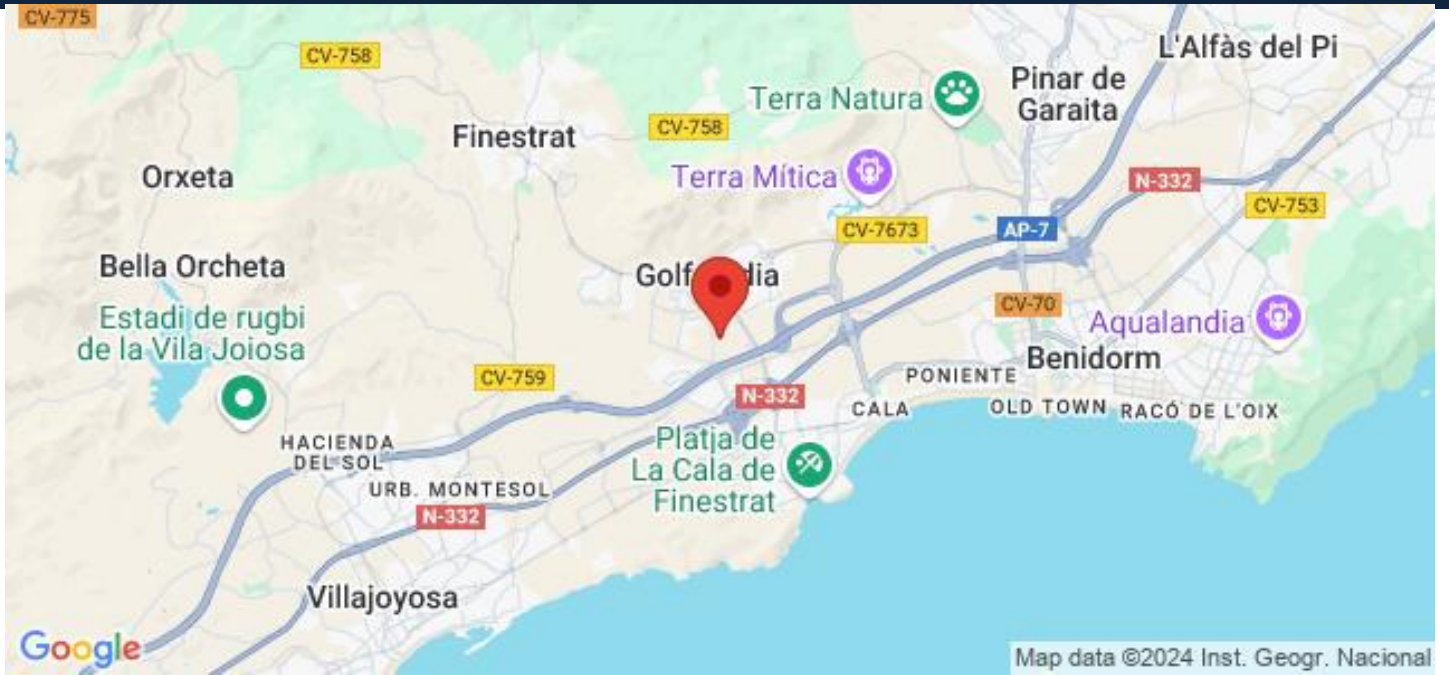 CV-775
CV-758
L'Alfàs del Pi
Terra Natura
Pinar de
Garaita
Finestrat
CV-758
Orxeta
Terra Mítica
N-332
CV-753
CV-7673
AP-7
Bella Orcheta
Golf
dia
Estadi de rugbi
de la Vila Joiosa
CV-70
Aqualandia
Benidorm
CV-759
PONIENTE
N-332
CALA
OLD TOWN
RACÓ DE L'OIX
HACIENDA
DEL SOL
Platja de
La Cala de
Finestrat
URB. MONTESOL
N-332
Villajoyosa
Google
Map data ©2024 Inst. Geogr. Nacional